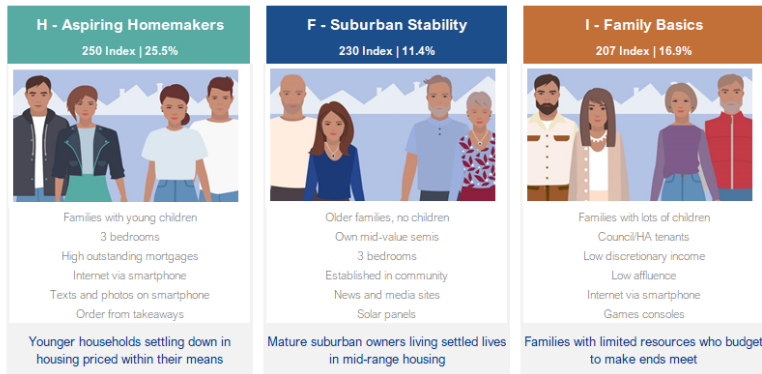 H - Aspiring Homemakers
250 Index | 25.5%
Families with young children
3 bedrooms
High outstanding mortgages
Internet via smartphone
Texts and photos on smartphone
Order from takeaways
Younger households settling down in
housing priced within their means
F - Suburban Stability
230 Index | 11.4%
Older families, no children
Own mid-value semis
3 bedrooms
Established in community
News and media sites
Solar panels
Mature suburban owners living settled lives
in mid-range housing
I - Family Basics
207 Index | 16.9%
Families with lots of children
Council/HA tenants
Low discretionary income
Low affluence
Internet via smartphone
Games consoles
Families with limited resources who budget
to make ends meet